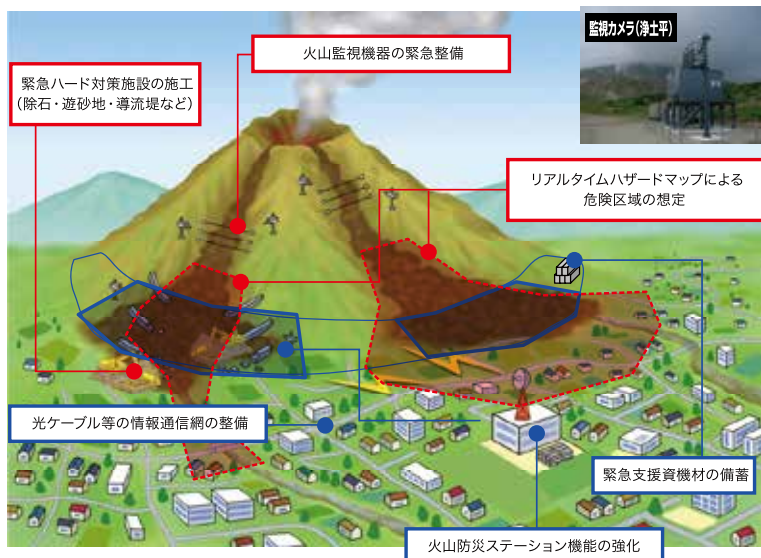 監視カメラ(浄土平)
火山監視機器の緊急整備
緊急ハード対策施設の施工
(除石・遊砂地・導流堤など)
リアルタイムハザードマップによる
危険区域の想定
光ケーブル等の情報通信網の整備
緊急支援資機材の備蓄
火山防災ステーション機能の強化